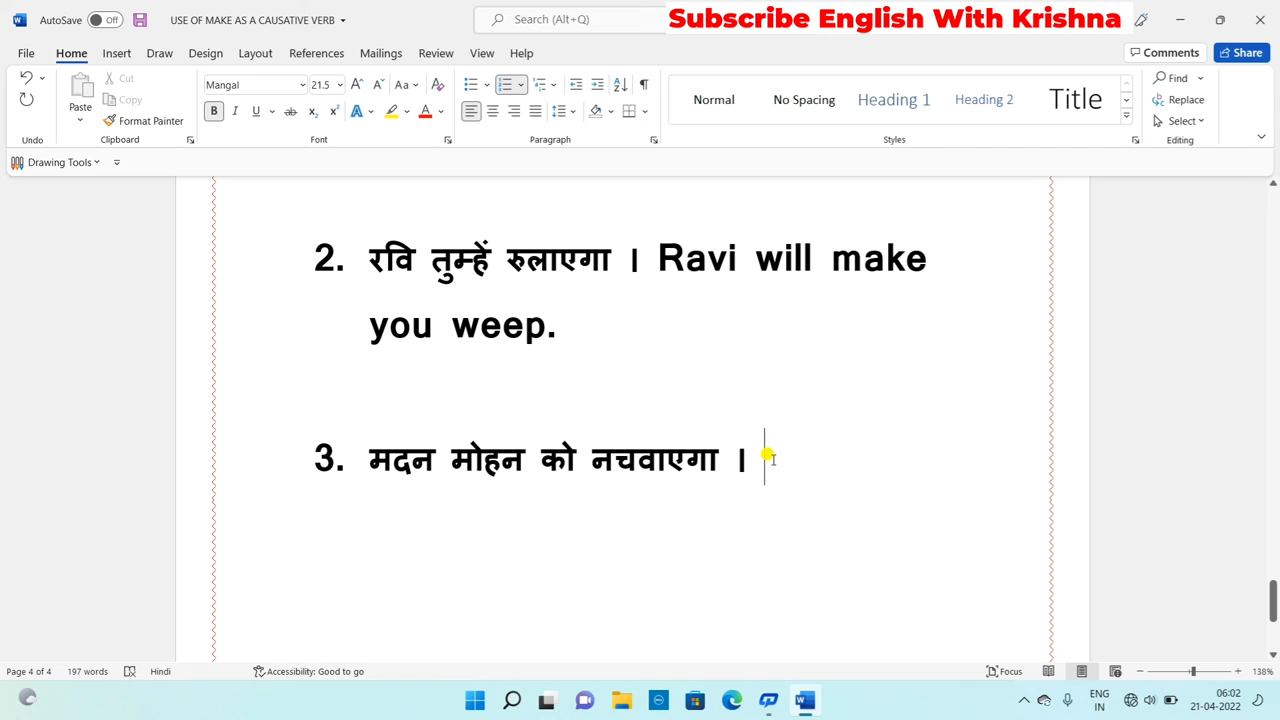 USE OF MAKE AS A CAUSATIVE VERB
AutoSave Off
Search (Alt+Q)
Subscribe English With Krishna
File Home Insert Draw Design Layout References Mailings Review View Help
Comments Share
Paste Cut Copy Format Painter
Mangal 21.5
Normal No Spacing Heading 1 Heading 2 Title
Find Replace Select
Undo Clipboard Font Paragraph Styles Editing
Drawing Tools
2. रवि तुम्हें रुलाएगा । Ravi will make
you weep.
3. मदन मोहन को नचवाएगा ।
Page 4 of 4 197 words Hindi Accessibility: Good to go Focus 138%
ENG IN 06:02 21-04-2022